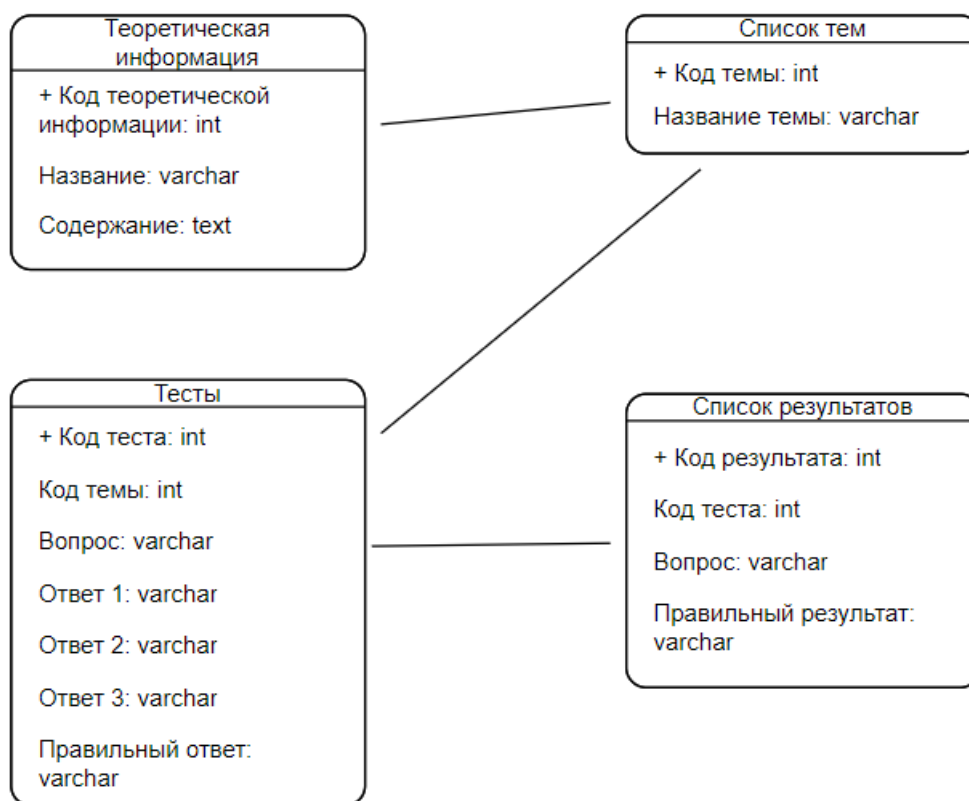 Теоретическая
информация
+ Код теоретической
информации: int
Название: varchar
Содержание: text
Список тем
+ Код темы: int
Название темы: varchar
Тесты
+ Код теста: int
Код темы: int
Вопрос: varchar
Ответ 1: varchar
Ответ 2: varchar
Ответ 3: varchar
Правильный ответ:
varchar
Список результатов
+ Код результата: int
Код теста: int
Вопрос: varchar
Правильный результат:
varchar